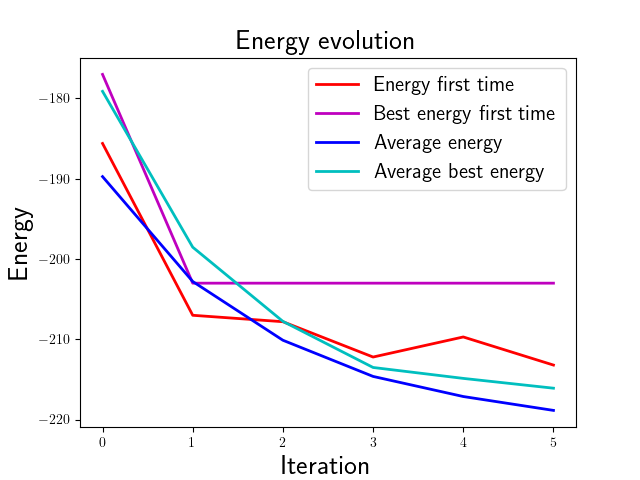 Energy evolution
Energy first time
Best energy first time
Average energy
Average best energy
Energy
−180
−190
−200
−210
−220
0 1 2 3 4 5
Iteration